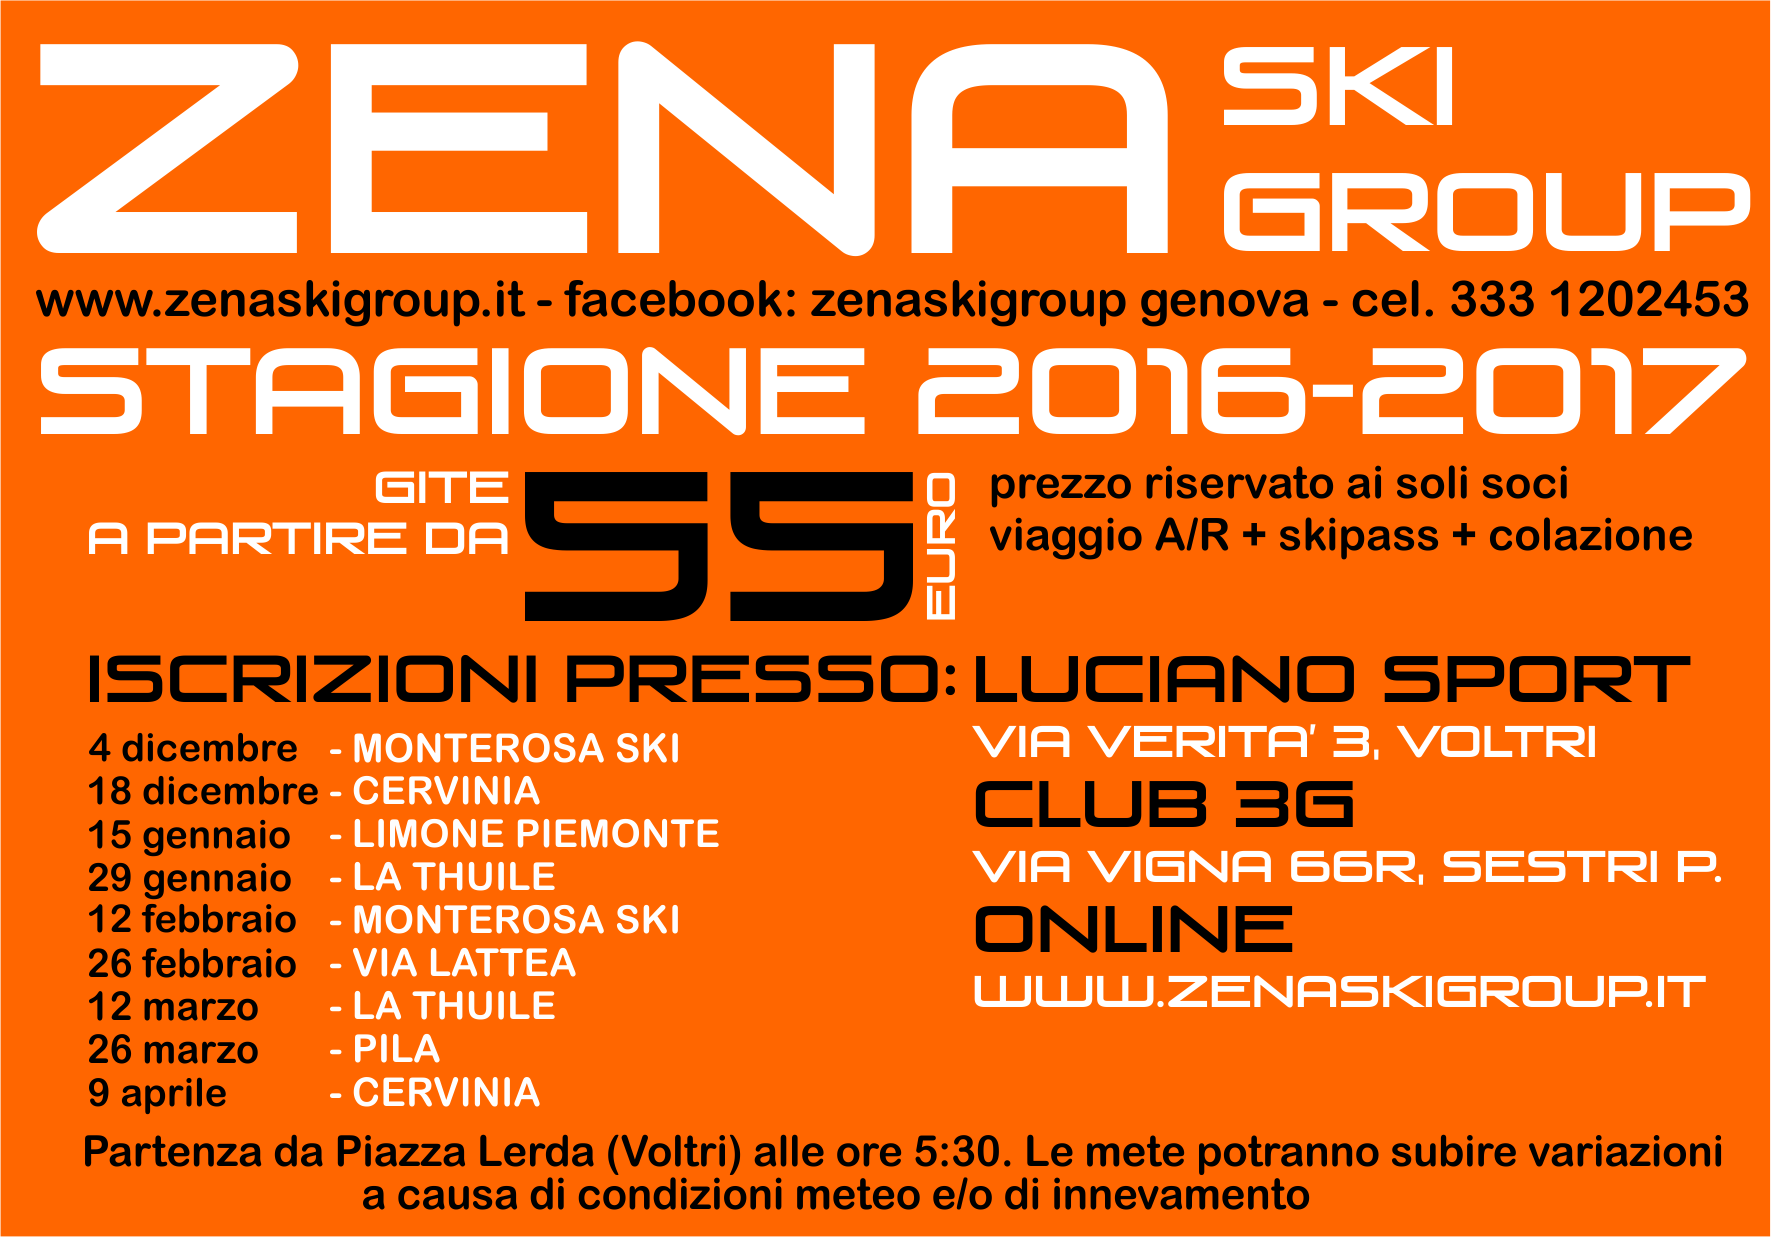 ZENA SKI GROUP
www.zenaskigroup.it - facebook: zenaskigroup genova - cel. 333 1202453
STAGIONE 2016-2017
GITE
A PARTIRE DA
55 EURO
prezzo riservato ai soli soci
viaggio A/R + skipass + colazione
ISCRIZIONI PRESSO:
4 dicembre - MONTEROSA SKI
18 dicembre - CERVINIA
15 gennaio - LIMONE PIEMONTE
29 gennaio - LA THUILE
12 febbraio - MONTEROSA SKI
26 febbraio - VIA LATTEA
12 marzo - LA THUILE
26 marzo - PILA
9 aprile - CERVINIA
LUCIANO SPORT
VIA VERITA' 3, VOLTRI
CLUB 3G
VIA VIGNA 66R, SESTRI P.
ONLINE
WWW.ZENASKIGROUP.IT
Partenza da Piazza Lerda (Voltri) alle ore 5:30. Le mete potranno subire variazioni
a causa di condizioni meteo e/o di innevamento